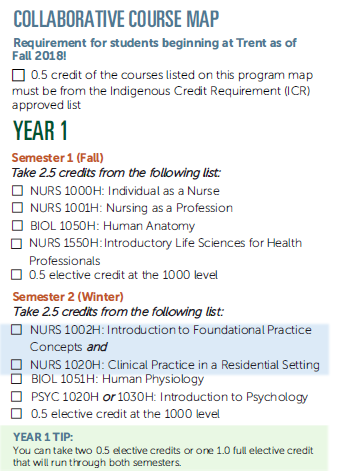 COLLABORATIVE COURSE MAP
Requirement for students beginning at Trent as of
Fall 2018!
0.5 credit of the courses listed on this program map
must be from the Indigenous Credit Requirement (ICR)
approved list
YEAR 1
Semester 1 (Fall)
Take 2.5 credits from the following list:
NURS 1000H: Individual as a Nurse
NURS 1001H: Nursing as a Profession
BIOL 1050H: Human Anatomy
NURS 1550H: Introductory Life Sciences for Health
Professionals
0.5 elective credit at the 1000 level
Semester 2 (Winter)
Take 2.5 credits from the following list:
NURS 1002H: Introduction to Foundational Practice
Concepts and
NURS 1020H: Clinical Practice in a Residential Setting
BIOL 1051H: Human Physiology
PSYC 1020H or 1030H: Introduction to Psychology
0.5 elective credit at the 1000 level
YEAR 1 TIP:
You can take two 0.5 elective credits or one 1.0 full elective credit
that will run through both semesters.